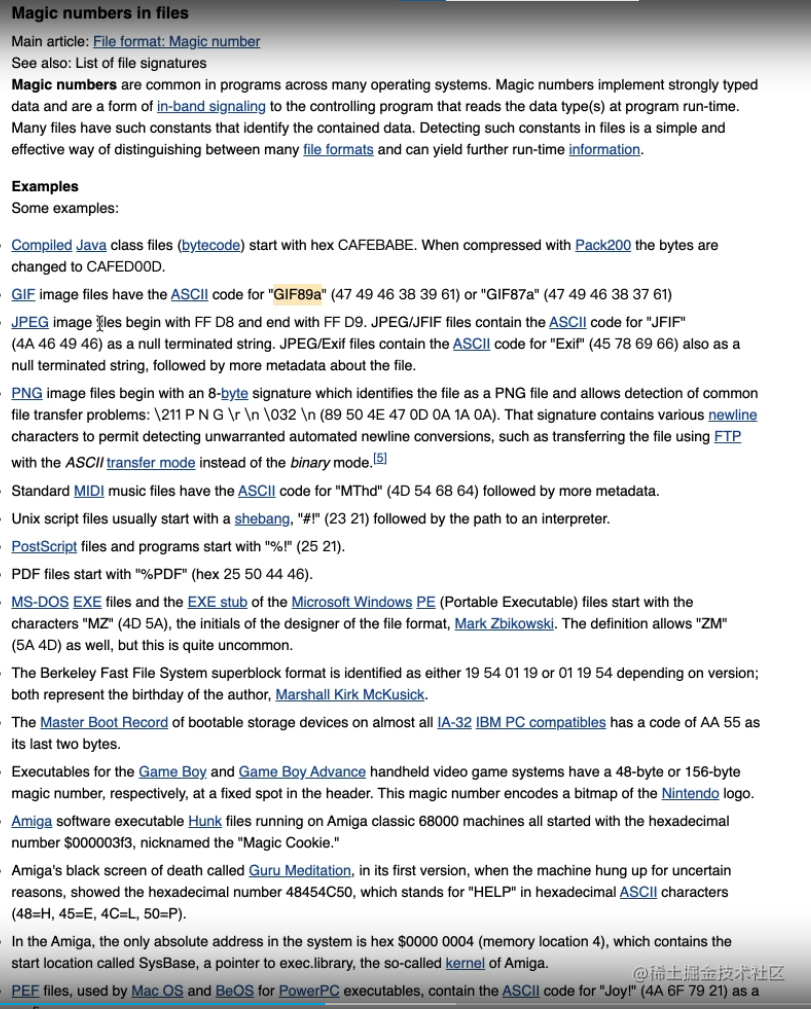 Magic numbers in files
Main article: File format: Magic number
See also: List of file signatures
Magic numbers are common in programs across many operating systems. Magic numbers implement strongly typed
data and are a form of in-band signaling to the controlling program that reads the data type(s) at program run-time.
Many files have such constants that identify the contained data. Detecting such constants in files is a simple and
effective way of distinguishing between many file formats and can yield further run-time information.
Examples
Some examples:
Compiled Java class files (bytecode) start with hex CAFEBABE. When compressed with Pack200 the bytes are
changed to CAFED00D.
GIF image files have the ASCII code for "GIF89a" (47 49 46 38 39 61) or "GIF87a" (47 49 46 38 37 61)
JPEG image files begin with FF D8 and end with FF D9. JPEG/JFIF files contain the ASCII code for "JFIF"
(4A 46 49 46) as a null terminated string. JPEG/Exif files contain the ASCII code for "Exif" (45 78 69 66) also as a
null terminated string, followed by more metadata about the file.
PNG image files begin with an 8-byte signature which identifies the file as a PNG file and allows detection of common
file transfer problems: \211 P N G \r \n \032 \n (89 50 4E 47 0D 0A 1A 0A). That signature contains various newline
characters to permit detecting unwarranted automated newline conversions, such as transferring the file using FTP
with the ASCII transfer mode instead of the binary mode.[5]
Standard MIDI music files have the ASCII code for "MThd" (4D 54 68 64) followed by more metadata.
Unix script files usually start with a shebang, "#!" (23 21) followed by the path to an interpreter.
PostScript files and programs start with "%!" (25 21).
PDF files start with "%PDF" (hex 25 50 44 46).
MS-DOS EXE files and the EXE stub of the Microsoft Windows PE (Portable Executable) files start with the
characters "MZ" (4D 5A), the initials of the designer of the file format, Mark Zbikowski. The definition allows "ZM"
(5A 4D) as well, but this is quite uncommon.
The Berkeley Fast File System superblock format is identified as either 19 54 01 19 or 01 19 54 depending on version;
both represent the birthday of the author, Marshall Kirk McKusick.
The Master Boot Record of bootable storage devices on almost all IA-32 IBM PC compatibles has a code of AA 55 as
its last two bytes.
Executables for the Game Boy and Game Boy Advance handheld video game systems have a 48-byte or 156-byte
magic number, respectively, at a fixed spot in the header. This magic number encodes a bitmap of the Nintendo logo.
Amiga software executable Hunk files running on Amiga classic 68000 machines all started with the hexadecimal
number $000003f3, nicknamed the "Magic Cookie."
Amiga's black screen of death called Guru Meditation, in its first version, when the machine hung up for uncertain
reasons, showed the hexadecimal number 48454C50, which stands for "HELP" in hexadecimal ASCII characters
(48=H, 45=E, 4C=L, 50=P).
In the Amiga, the only absolute address in the system is hex $0000 0004 (memory location 4), which contains the
start location called SysBase, a pointer to exec.library, the so-called kernel of Amiga.
@稀土掘金技术社区
PEF files, used by Mac OS and BeOS for PowerPC executables, contain the ASCII code for "Joy!" (4A 6F 79 21) as a